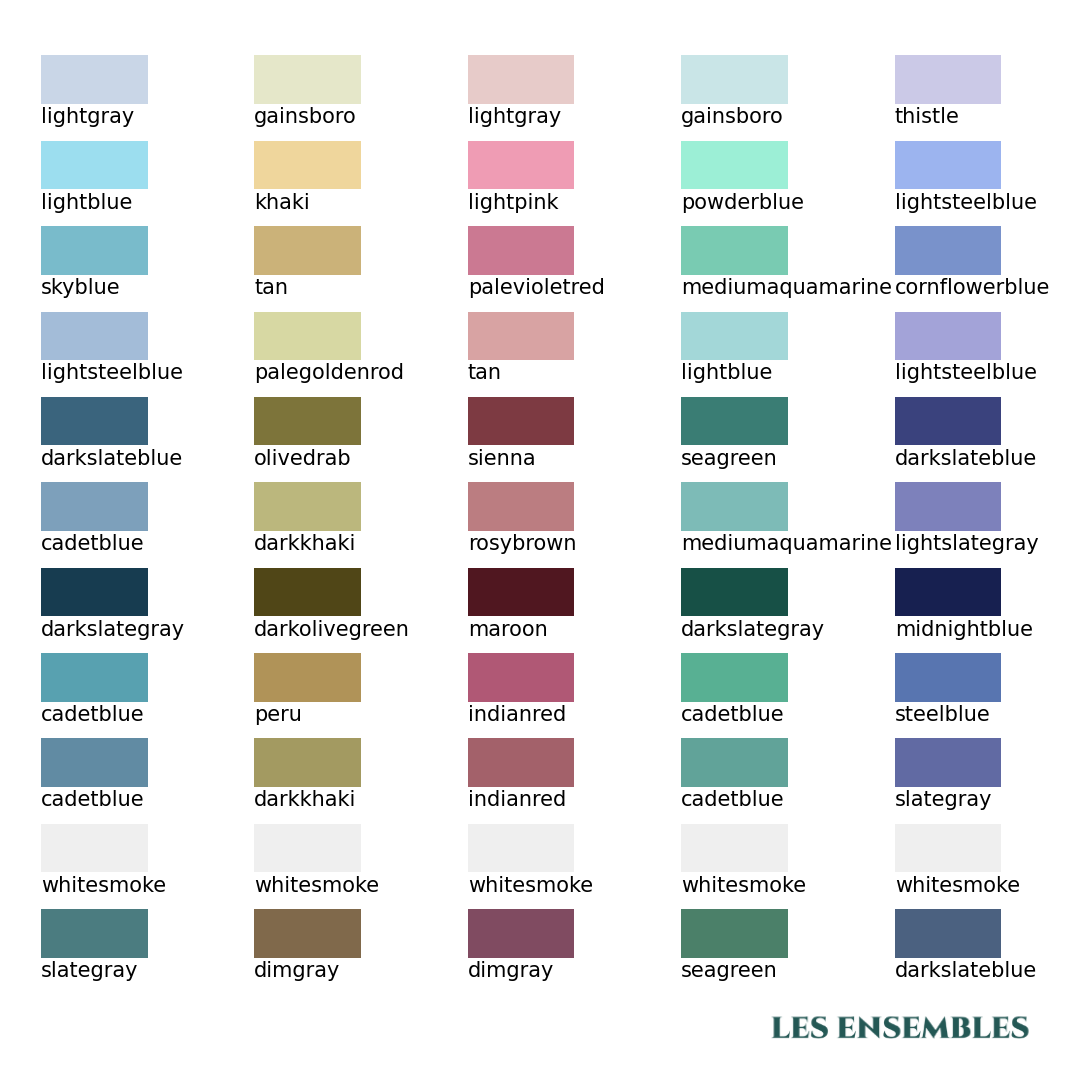 lightgray gainsboro lightgray gainsboro thistle
lightblue khaki lightpink powderblue lightsteelblue
skyblue tan palevioletred mediumaquamarine cornflowerblue
lightsteelblue palegoldenrod tan lightblue lightsteelblue
darkslateblue olivedrab sienna seagreen darkslateblue
cadetblue darkkhaki rosybrown mediumaquamarine lightslategray
darkslategray darkolivegreen maroon darkslategray midnightblue
cadetblue peru indianred cadetblue steelblue
cadetblue darkkhaki indianred cadetblue slategray
whitesmoke whitesmoke whitesmoke whitesmoke whitesmoke
slategray dimgray dimgray seagreen darkslateblue
LES ENSEMBLES